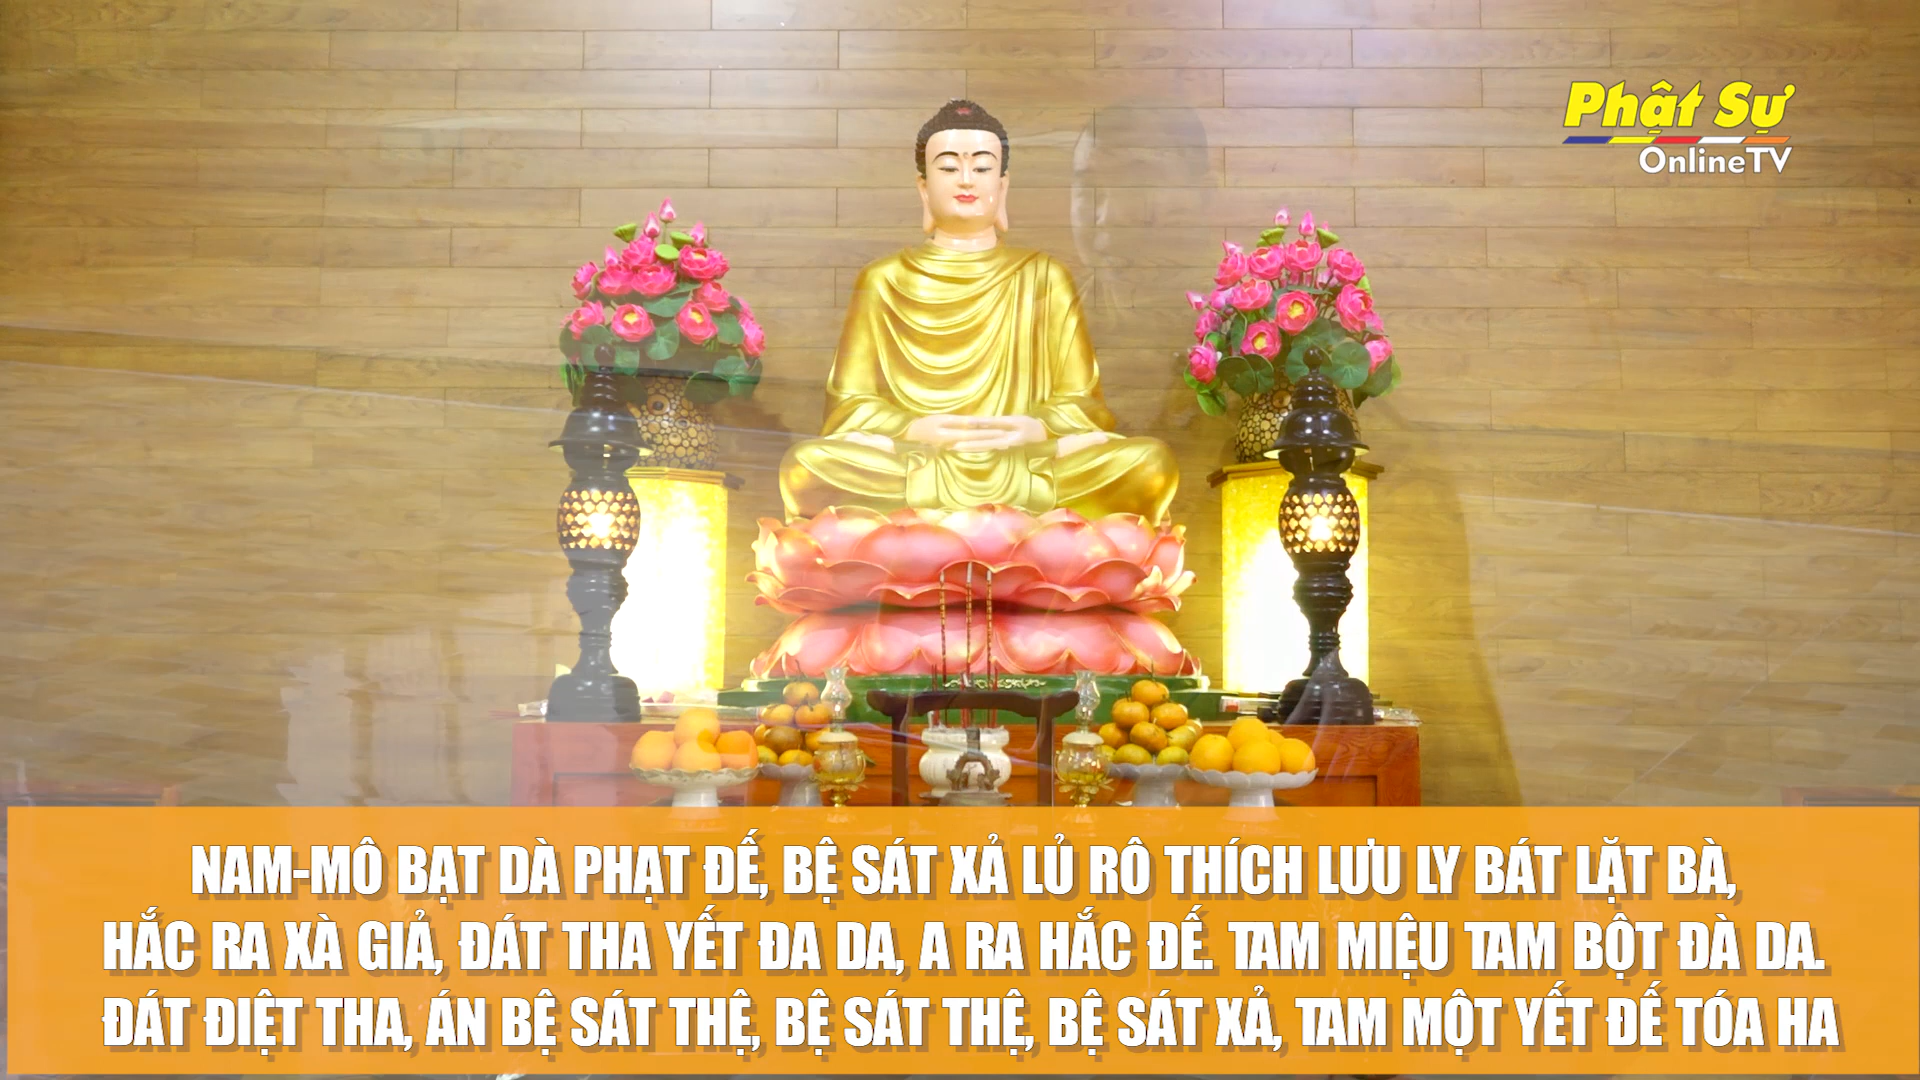 Phật Sự
OnlineTV
NAM-MÔ BẠT DÀ PHẠT ĐẾ, BỆ SÁT XẢ LỦ RÔ THÍCH LƯU LY BÁT LẶT BÀ,
HẮC RA XÀ GIẢ, ĐÁT THA YẾT ĐA DA, A RA HẮC ĐẾ. TAM MIỆU TAM BỘT ĐÀ DA.
ĐÁT ĐIỆT THA, ÁN BỆ SÁT THỆ, BỆ SÁT THỆ, BỆ SÁT XẢ, TAM MỘT YẾT ĐẾ TÓA HA